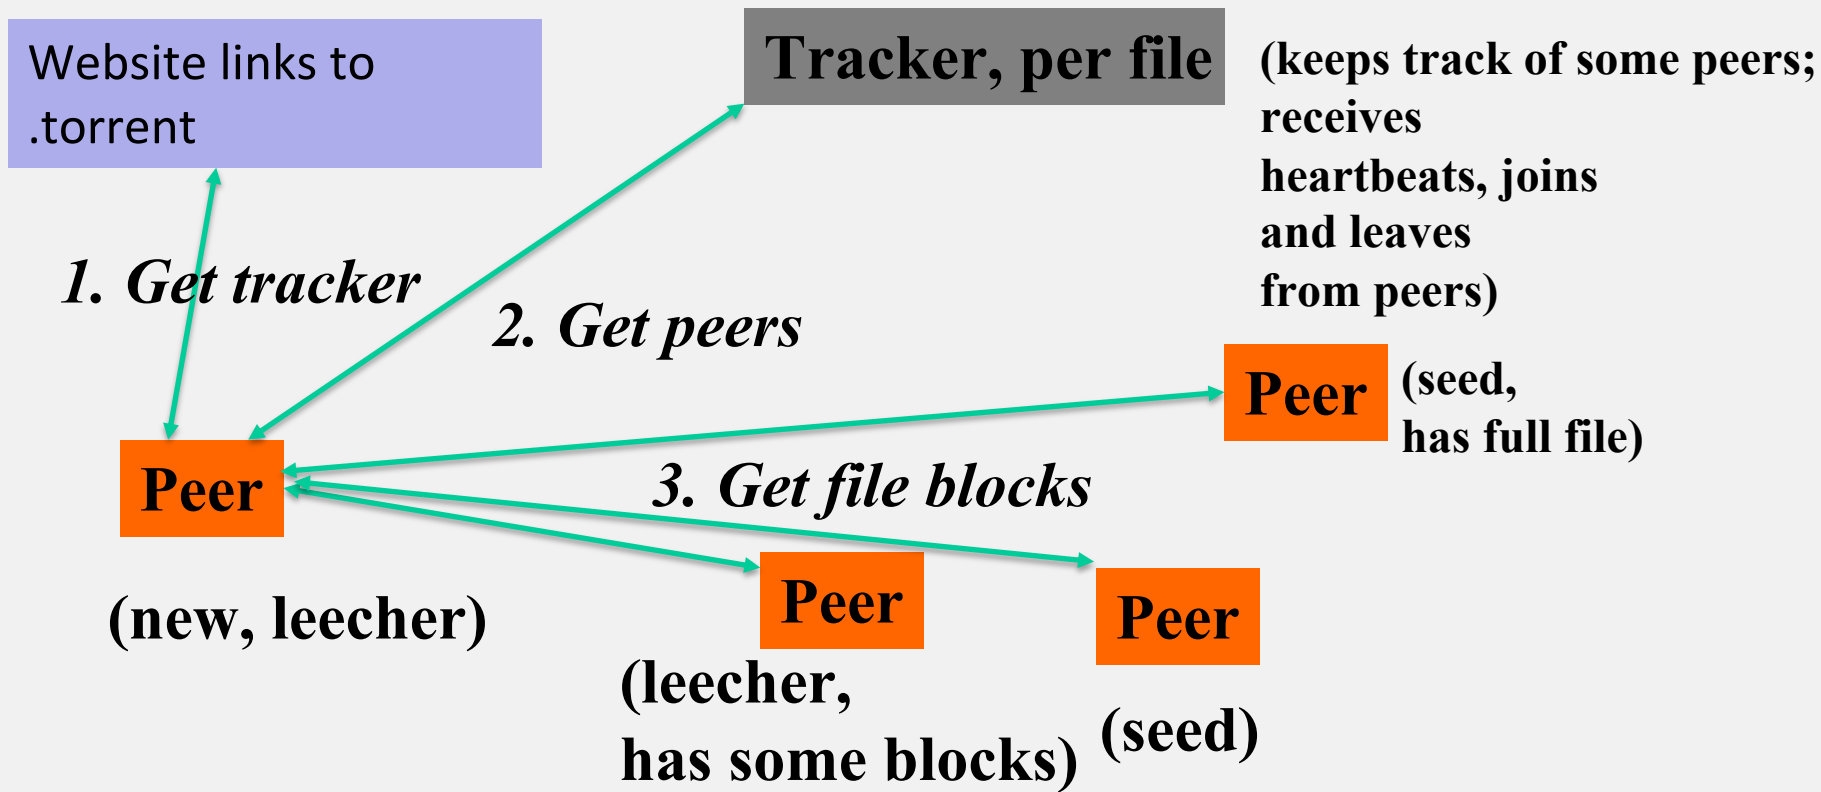 Website links to
.torrent
Tracker, per file
(keeps track of some peers;
receives
heartbeats, joins
and leaves
from peers)
1. Get tracker
2. Get peers
Peer
(seed,
has full file)
Peer
3. Get file blocks
(new, leecher)
Peer
(leecher,
has some blocks)
Peer
(seed)